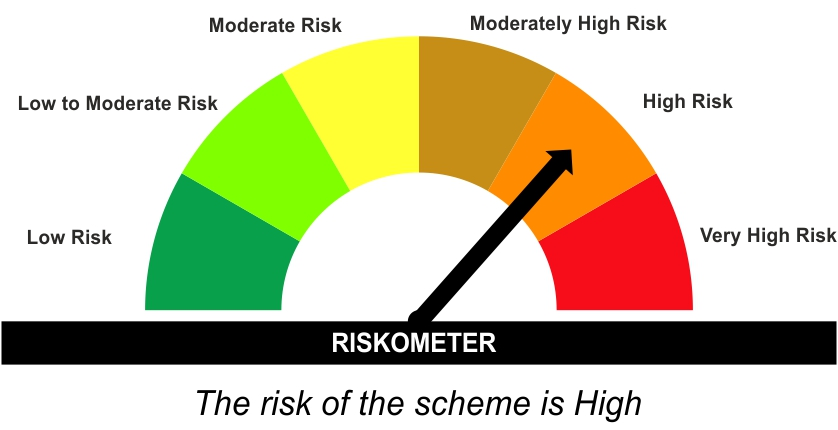 Moderate Risk
Moderately High Risk
Low to Moderate Risk
High Risk
Low Risk
Very High Risk
RISKOMETER
The risk of the scheme is High